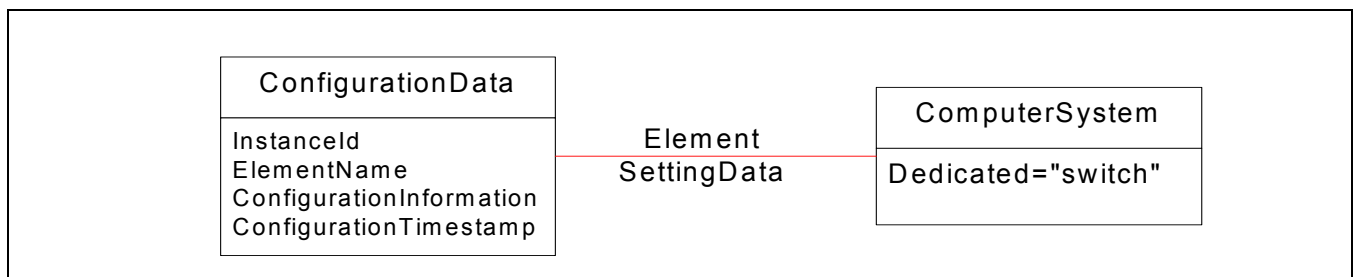 ConfigurationData
InstanceId
ElementName
ConfigurationInformation
ConfigurationTimestamp
Element
SettingData
ComputerSystem
Dedicated="switch"